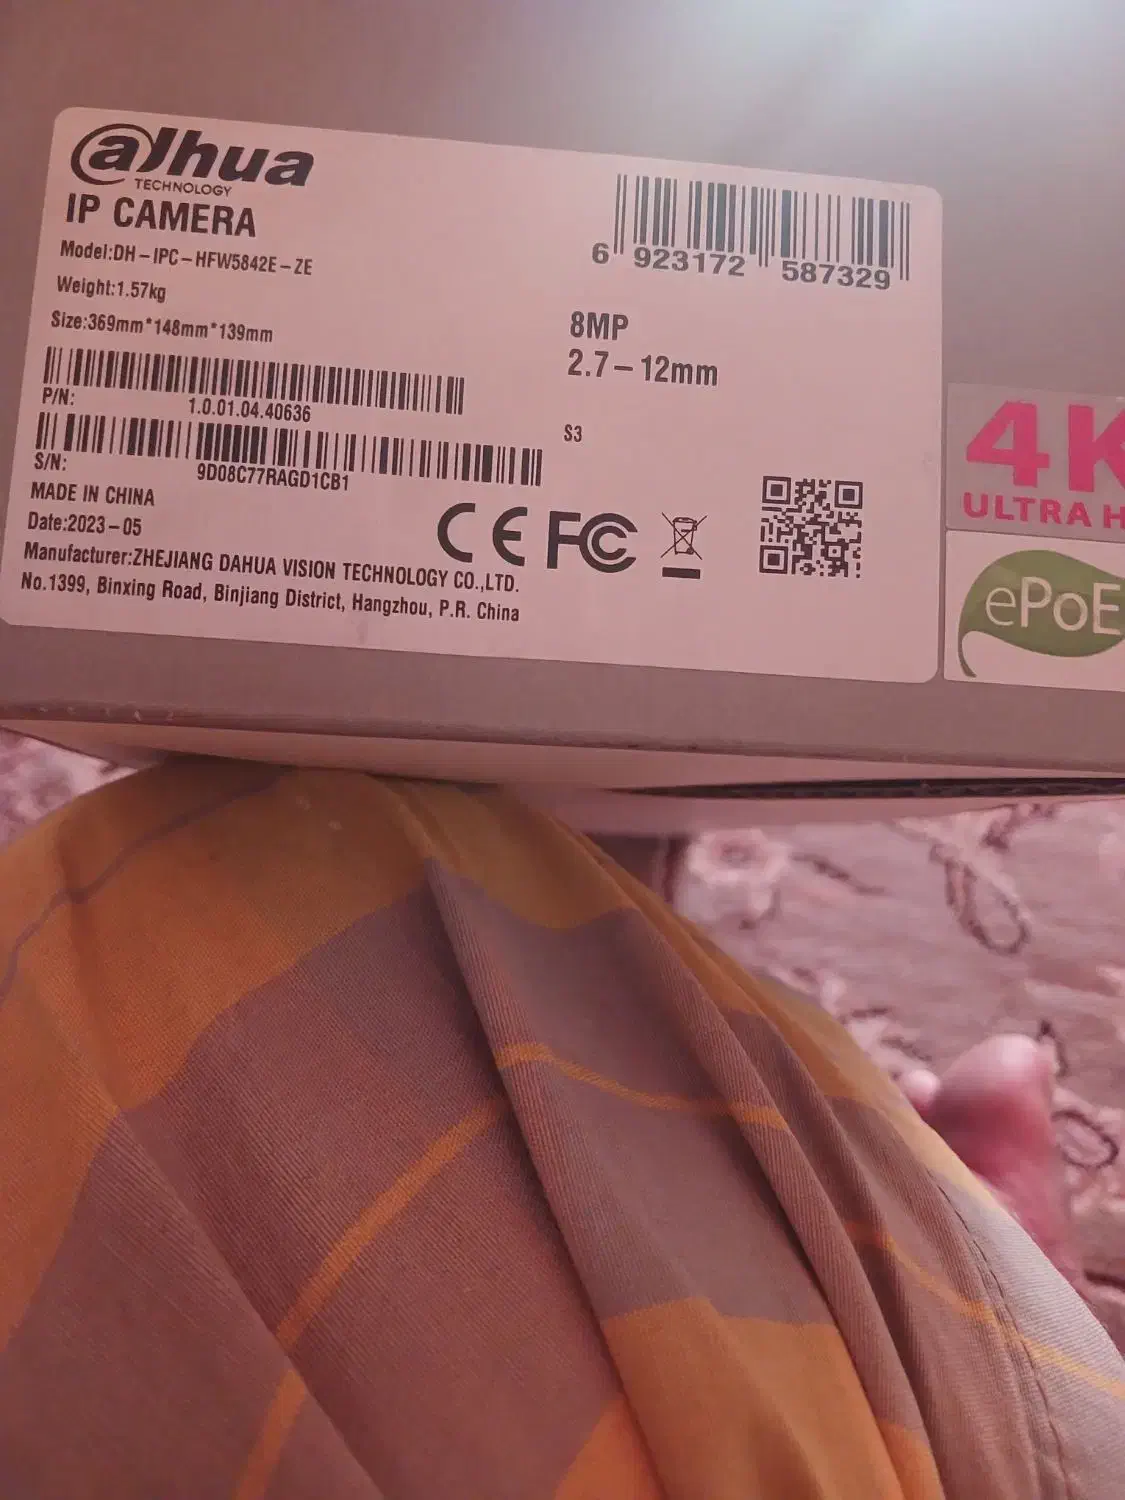 alhua
TECHNOLOGY
IP CAMERA
Model:DH-IPC-HFW5842E-ZE
Weight:1.57kg
Size:369mm*148mm*139mm
P/N:
1.0.01.04.40636
S/N:
9D08C77RAGD1CB1
MADE IN CHINA
Date:2023-05
Manufacturer:ZHEJIANG DAHUA VISION TECHNOLOGY CO.,LTD.
No.1399, Binxing Road, Binjiang District, Hangzhou, P.R. China
6 923172 587329
8MP
2.7-12mm
S3
CE FC
4K
ULTRA H
ePoE